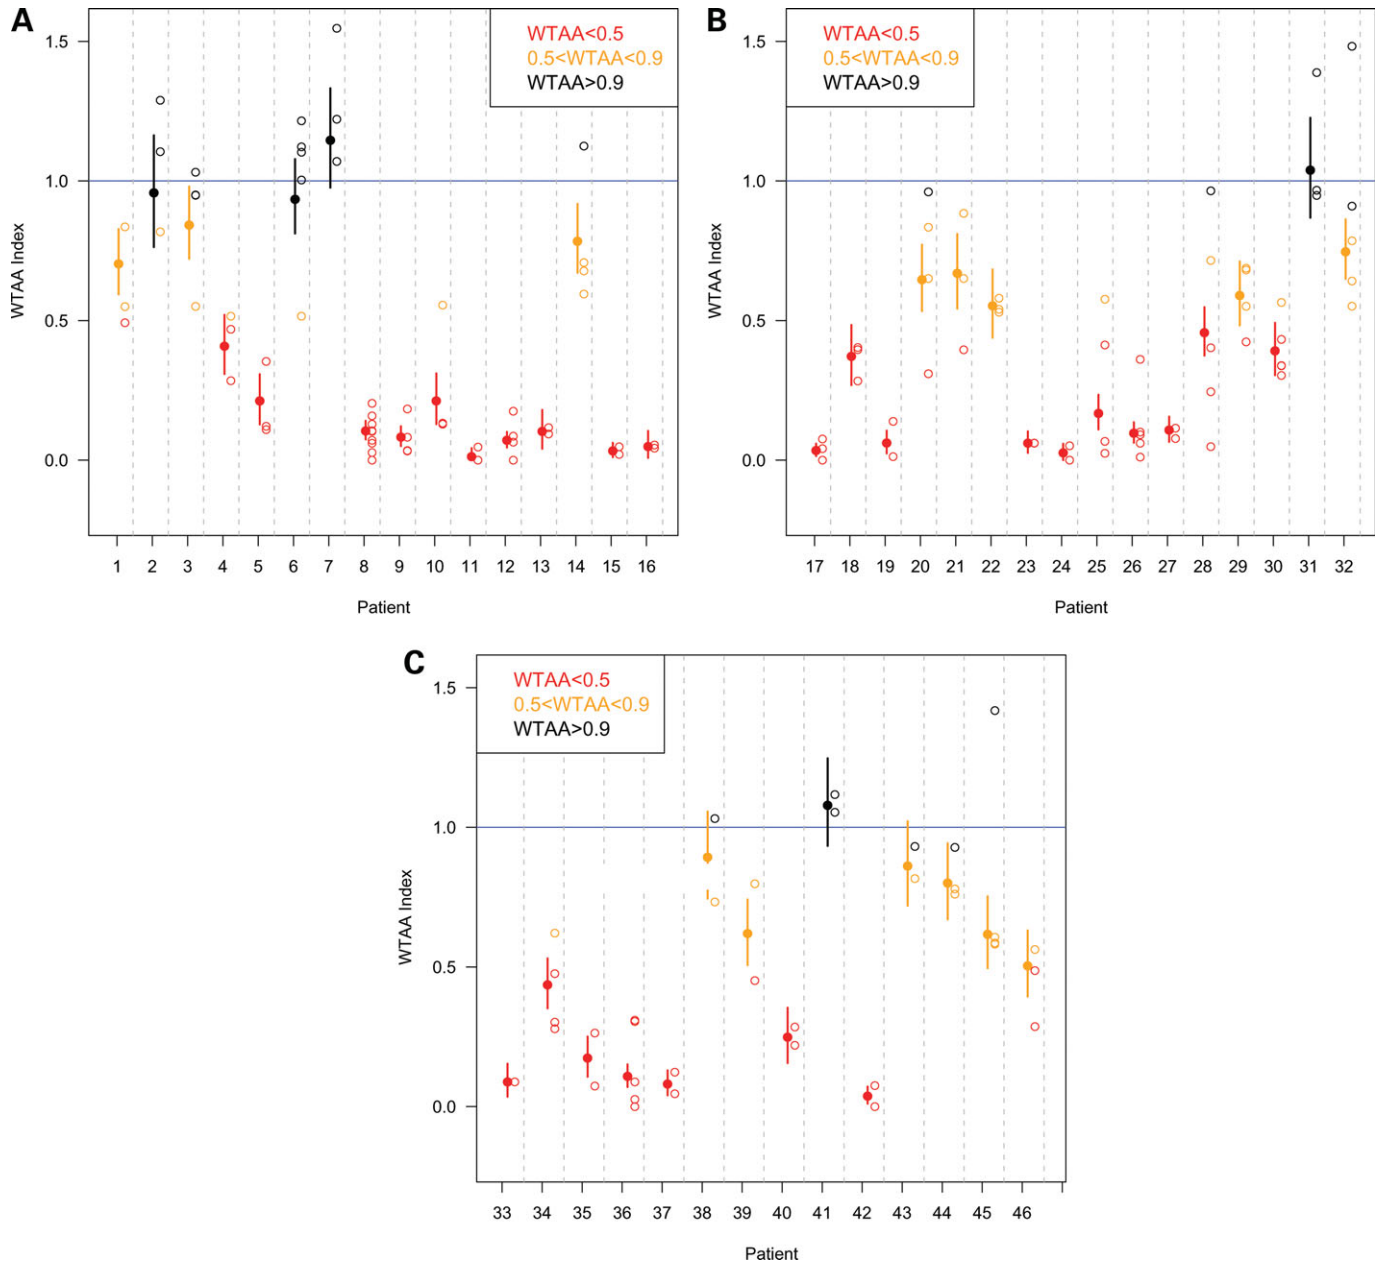 A
WTAA<0.5
0.5<WTAA<0.9
WTAA>0.9
1.5
1.0
0.5
0.0
WTAA Index
1 2 3 4 5 6 7 8 9 10 11 12 13 14 15 16
Patient
B
WTAA<0.5
0.5<WTAA<0.9
WTAA>0.9
1.5
1.0
0.5
0.0
WTAA Index
17 18 19 20 21 22 23 24 25 26 27 28 29 30 31 32
Patient
C
WTAA<0.5
0.5<WTAA<0.9
WTAA>0.9
1.5
1.0
0.5
0.0
WTAA Index
33 34 35 36 37 38 39 40 41 42 43 44 45 46
Patient